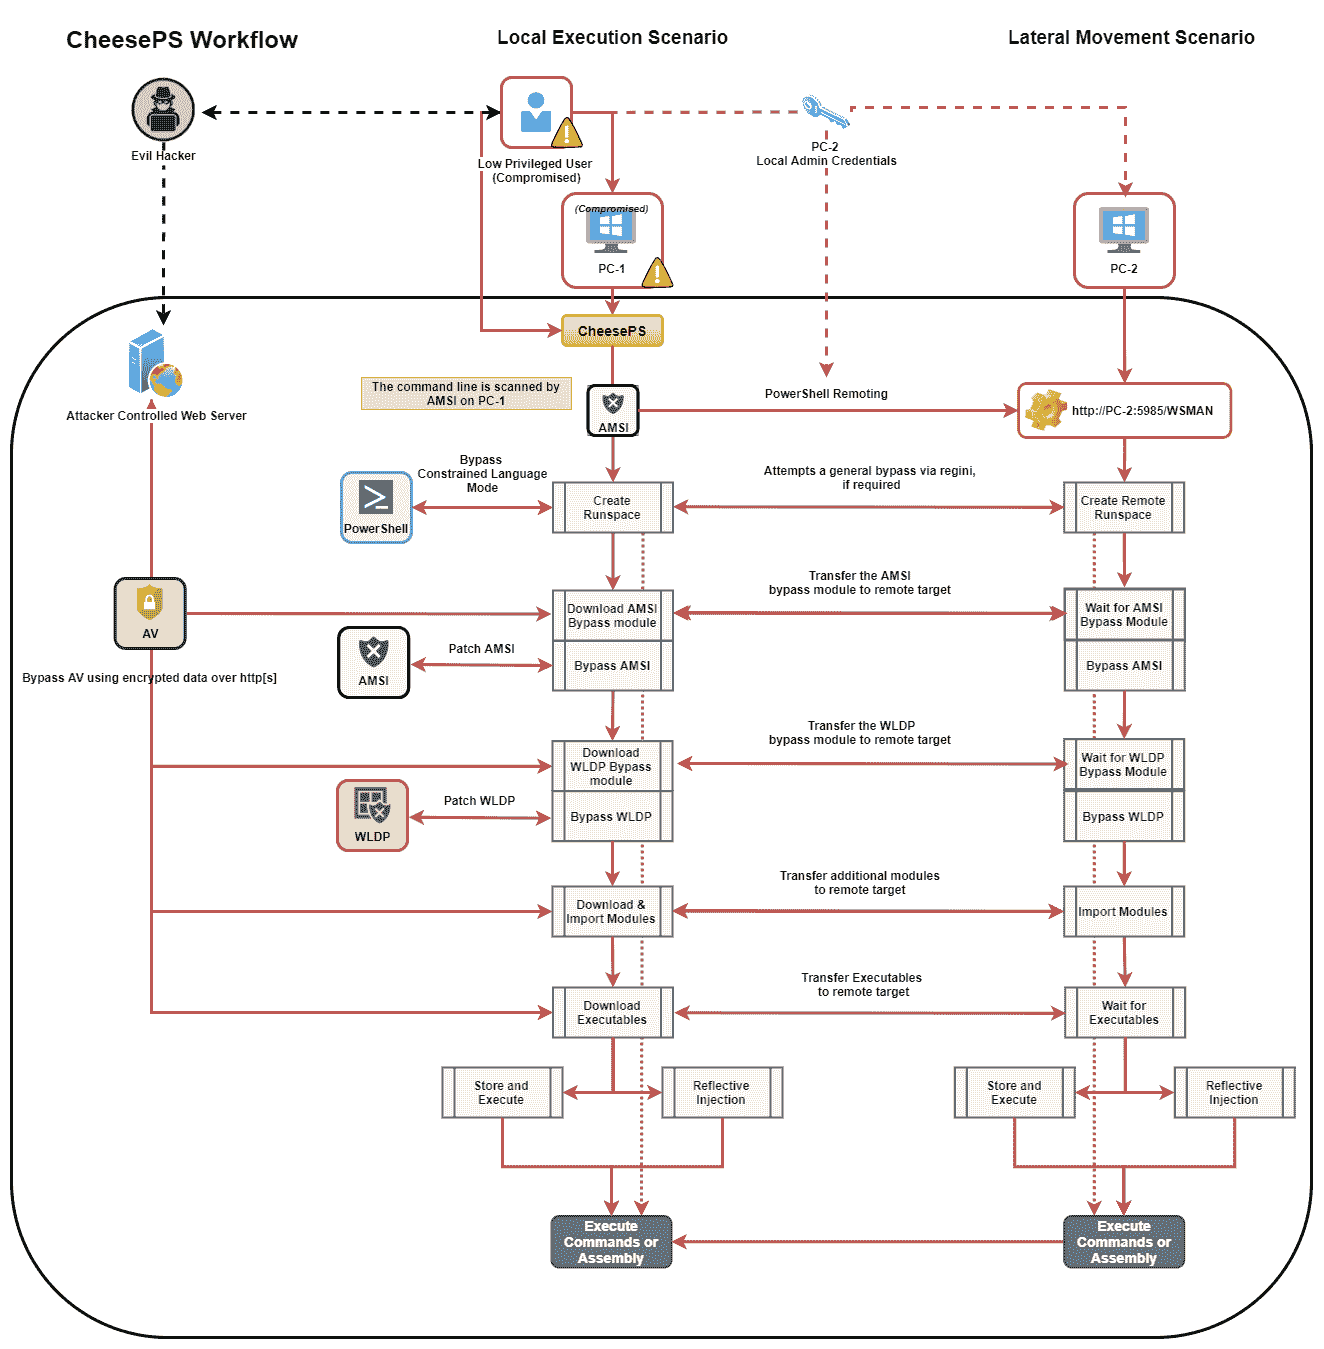 CheesePS Workflow
Local Execution Scenario
Lateral Movement Scenario
Evil Hacker
Low Privileged User
(Compromised)
PC-2
Local Admin Credentials
(Compromised)
PC-1
PC-2
CheesePS
Attacker Controlled Web Server
The command line is scanned by
AMSI on PC-1
AMSI
PowerShell Remoting
http://PC-2:5985/WSMAN
PowerShell
Bypass
Constrained Language
Mode
Create
Runspace
Attempts a general bypass via regini,
if required
Create Remote
Runspace
AV
Bypass AV using encrypted data over http[s]
Download AMSI
Bypass module
Transfer the AMSI
bypass module to remote target
Wait for AMSI
Bypass Module
AMSI
Patch AMSI
Bypass AMSI
Bypass AMSI
Download
WLDP Bypass
module
Transfer the WLDP
bypass module to remote target
Wait for WLDP
Bypass Module
WLDP
Patch WLDP
Bypass WLDP
Bypass WLDP
Download &
Import Modules
Transfer additional modules
to remote target
Import Modules
Download
Executables
Transfer Executables
to remote target
Wait for
Executables
Store and
Execute
Reflective
Injection
Store and
Execute
Reflective
Injection
Execute
Commands or
Assembly
Execute
Commands or
Assembly